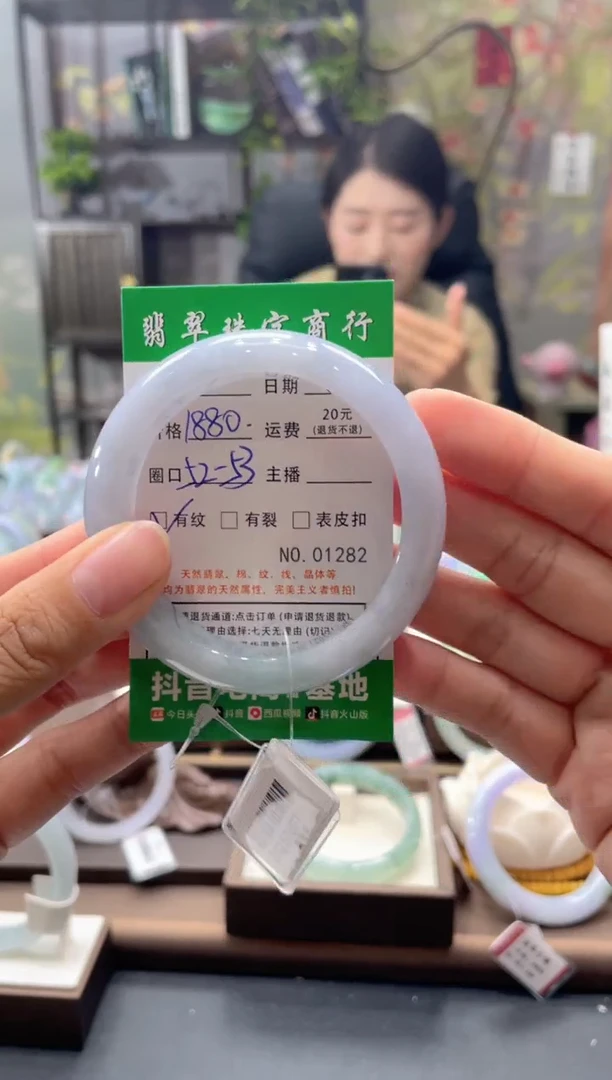 翡翠珠宝商行
日期
格 1880- 运费 20元
(退货不退)
圈口 52-53 主播
有纹 有裂 表皮扣
NO.01282
天然翡翠、棉、纹、线、晶体等
均为翡翠的天然属性，完美主义者慎拍!
退货通道:点击订单(申请退货退款)
理由选择:七天无理由(切记)
抖音 基地
今日头 抖音 西瓜视频 抖音火山版